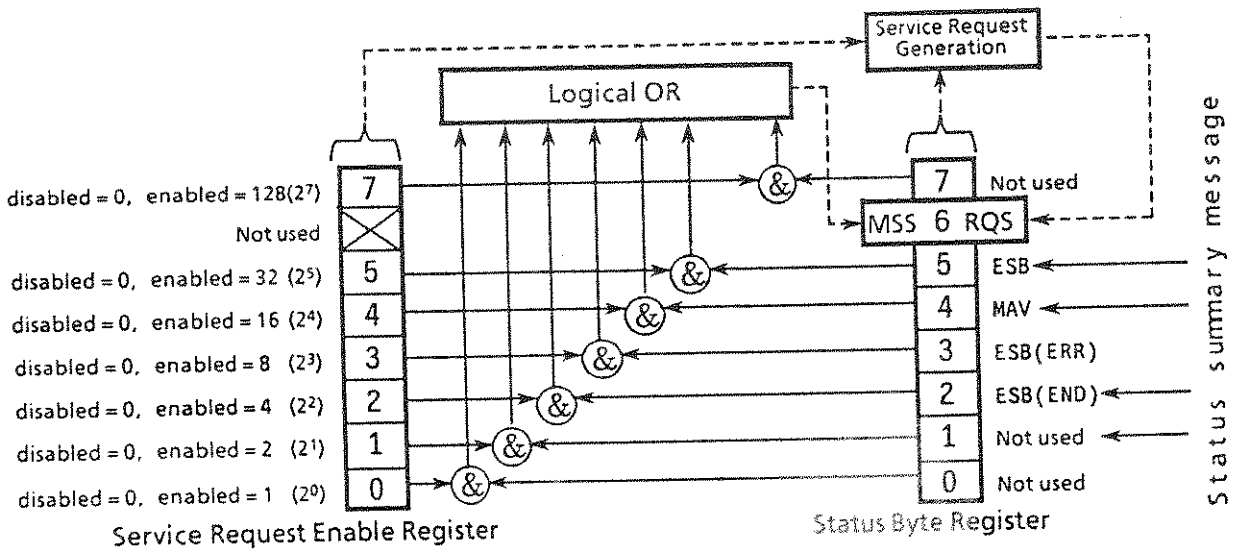 Service Request
Generation
Logical OR
disabled = 0, enabled = 128(2⁷)
7
&
7
Not used
Not used
MSS 6 RQS
disabled = 0, enabled = 32 (2⁵)
5
&
5
ESB
disabled = 0, enabled = 16 (2⁴)
4
&
4
MAV
disabled = 0, enabled = 8 (2³)
3
&
3
ESB(ERR)
disabled = 0, enabled = 4 (2²)
2
&
2
ESB(END)
disabled = 0, enabled = 2 (2¹)
1
&
1
Not used
disabled = 0, enabled = 1 (2⁰)
0
&
0
Not used
Service Request Enable Register
Status Byte Register
Status summary message